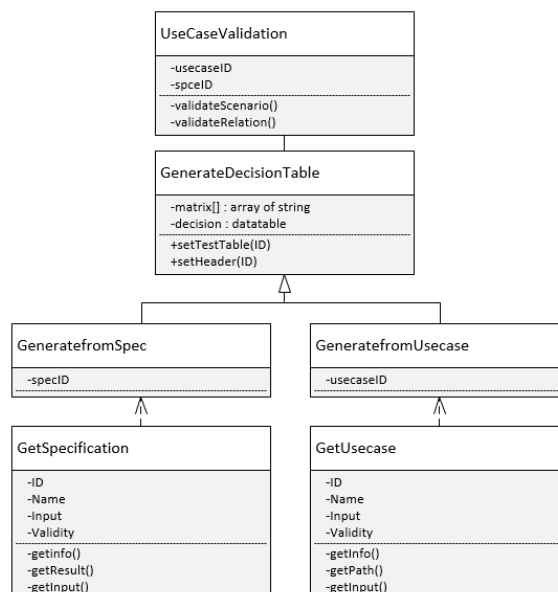 UseCaseValidation
-usecaseID
-spceID
-validateScenario()
-validateRelation()
GenerateDecisionTable
-matrix[] : array of string
-decision : datatable
+setTestTable(ID)
+setHeader(ID)
GeneratefromSpec
-specID
GeneratefromUsecase
-usecaseID
GetSpecification
-ID
-Name
-Input
-Validity
-getinfo()
-getResult()
-getInput()
GetUsecase
-ID
-Name
-Input
-Validity
-getInfo()
-getPath()
-getInput()